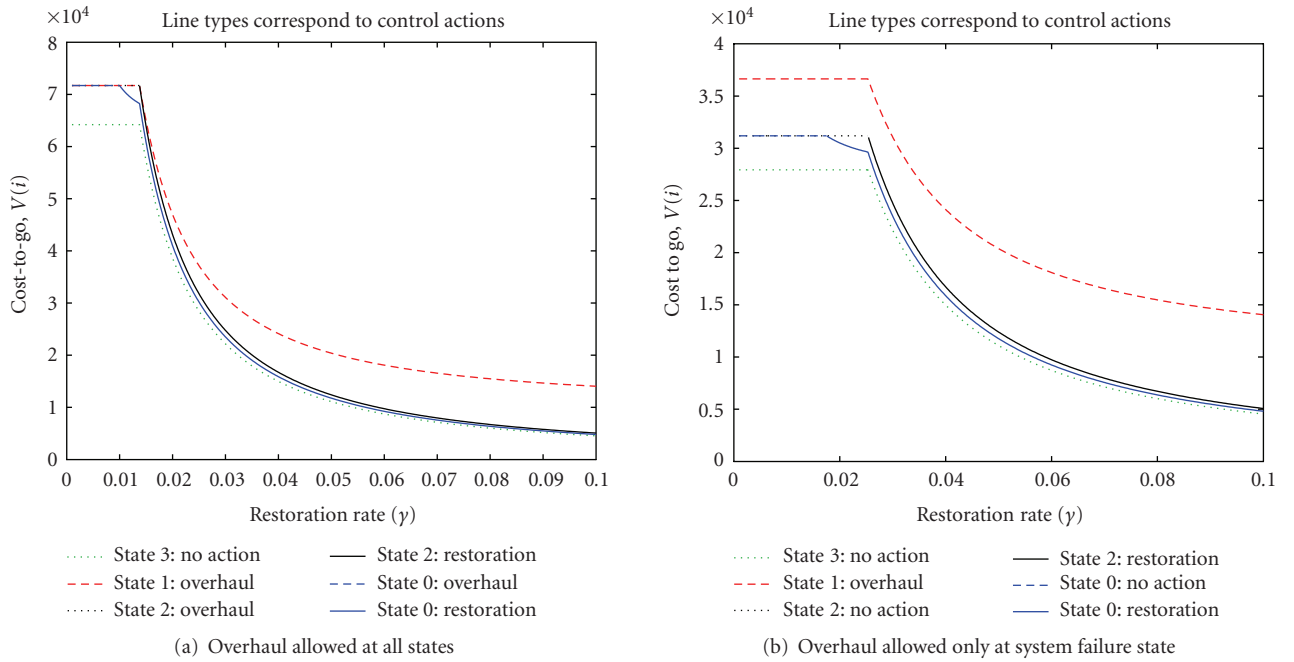 Line types correspond to control actions
×10⁴
8
7
6
5
4
3
2
1
0
Cost-to-go, V(i)
0 0.01 0.02 0.03 0.04 0.05 0.06 0.07 0.08 0.09 0.1
Restoration rate (γ)
State 3: no action
State 1: overhaul
State 2: overhaul
State 2: restoration
State 0: overhaul
State 0: restoration
(a) Overhaul allowed at all states
Line types correspond to control actions
×10⁴
4
3.5
3
2.5
2
1.5
1
0.5
0
Cost to go, V(i)
0 0.02 0.04 0.06 0.08 0.1
Restoration rate (γ)
State 3: no action
State 1: overhaul
State 2: no action
State 2: restoration
State 0: no action
State 0: restoration
(b) Overhaul allowed only at system failure state